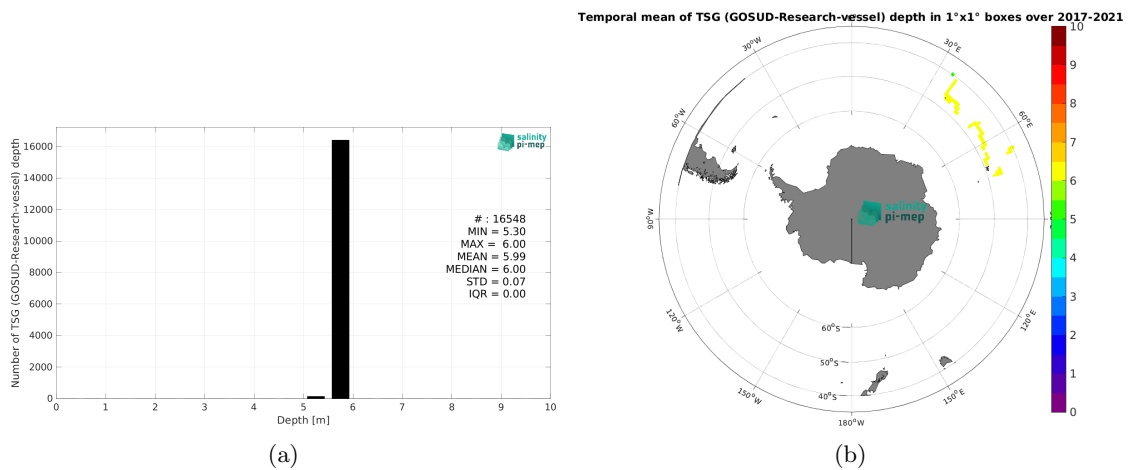 Number of TSG (GOSUD-Research-vessel) depth
16000
14000
12000
10000
8000
6000
4000
2000
0
salinity
pi-mep
# : 16548
MIN = 5.30
MAX = 6.00
MEAN = 5.99
MEDIAN = 6.00
STD = 0.07
IQR = 0.00
0 1 2 3 4 5 6 7 8 9 10
Depth [m]
(a)
Temporal mean of TSG (GOSUD-Research-vessel) depth in 1°x1° boxes over 2017-2021
30°W
30°E
60°W
60°E
90°W
salinity
pi-mep
120°W
120°E
60°S
50°S
40°S
150°W
150°E
180°W
10
9
8
7
6
5
4
3
2
1
0
(b)